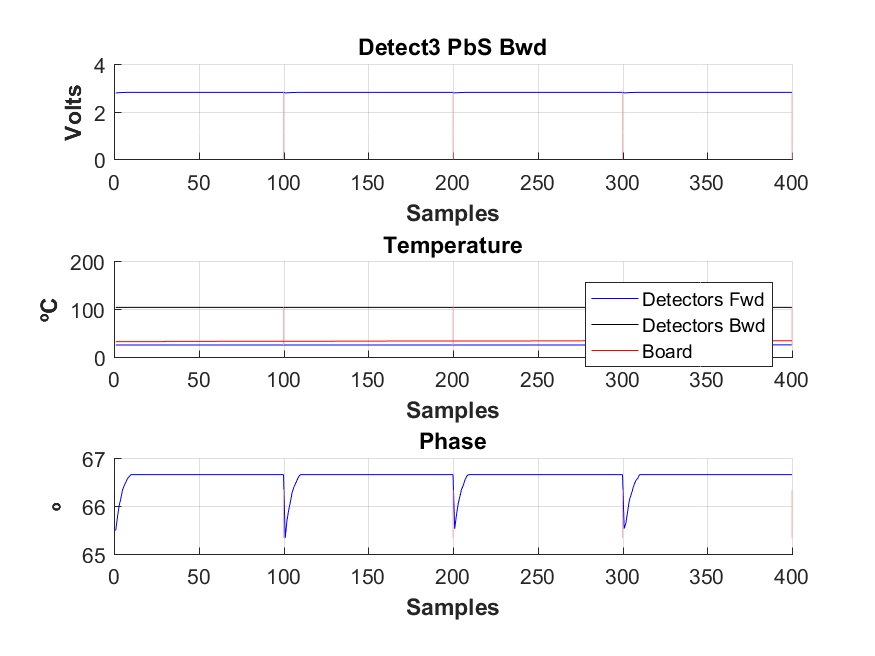 Detect3 PbS Bwd
4
2
0
Volts
0 50 100 150 200 250 300 350 400
Samples
Temperature
200
100
0
ºC
Detectors Fwd
Detectors Bwd
Board
0 50 100 150 200 250 300 350 400
Samples
Phase
67
66
65
º
0 50 100 150 200 250 300 350 400
Samples